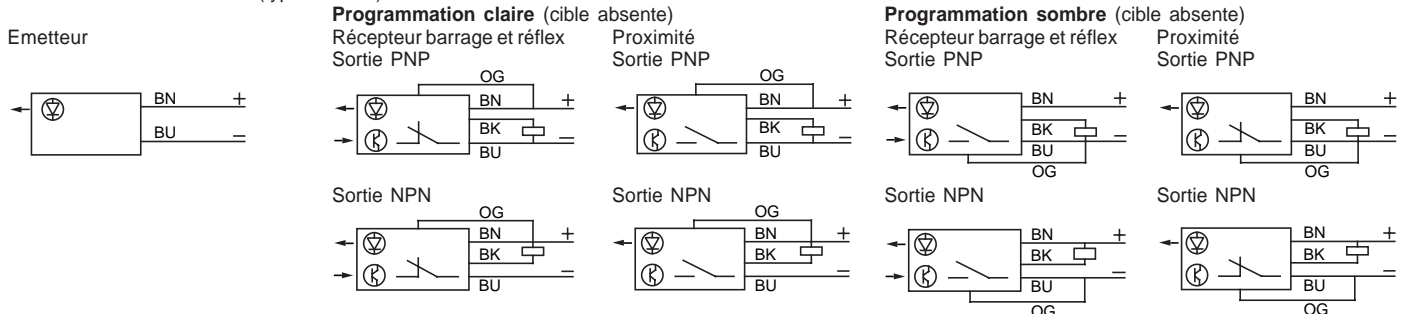 Programmation claire (cible absente)
Programmation sombre (cible absente)
Emetteur
Récepteur barrage et réflex
Proximité
Récepteur barrage et réflex
Proximité
Sortie PNP
Sortie PNP
Sortie PNP
Sortie PNP
BN +
BU –
OG
BN +
BK –
BU
OG
BN +
BK –
BU
BN +
BK –
BU
OG
BN +
BK –
BU
OG
Sortie NPN
Sortie NPN
Sortie NPN
Sortie NPN
OG
BN +
BK
BU –
OG
BN +
BK
BU –
BN +
BK
BU –
OG
BN +
BK
BU –
OG